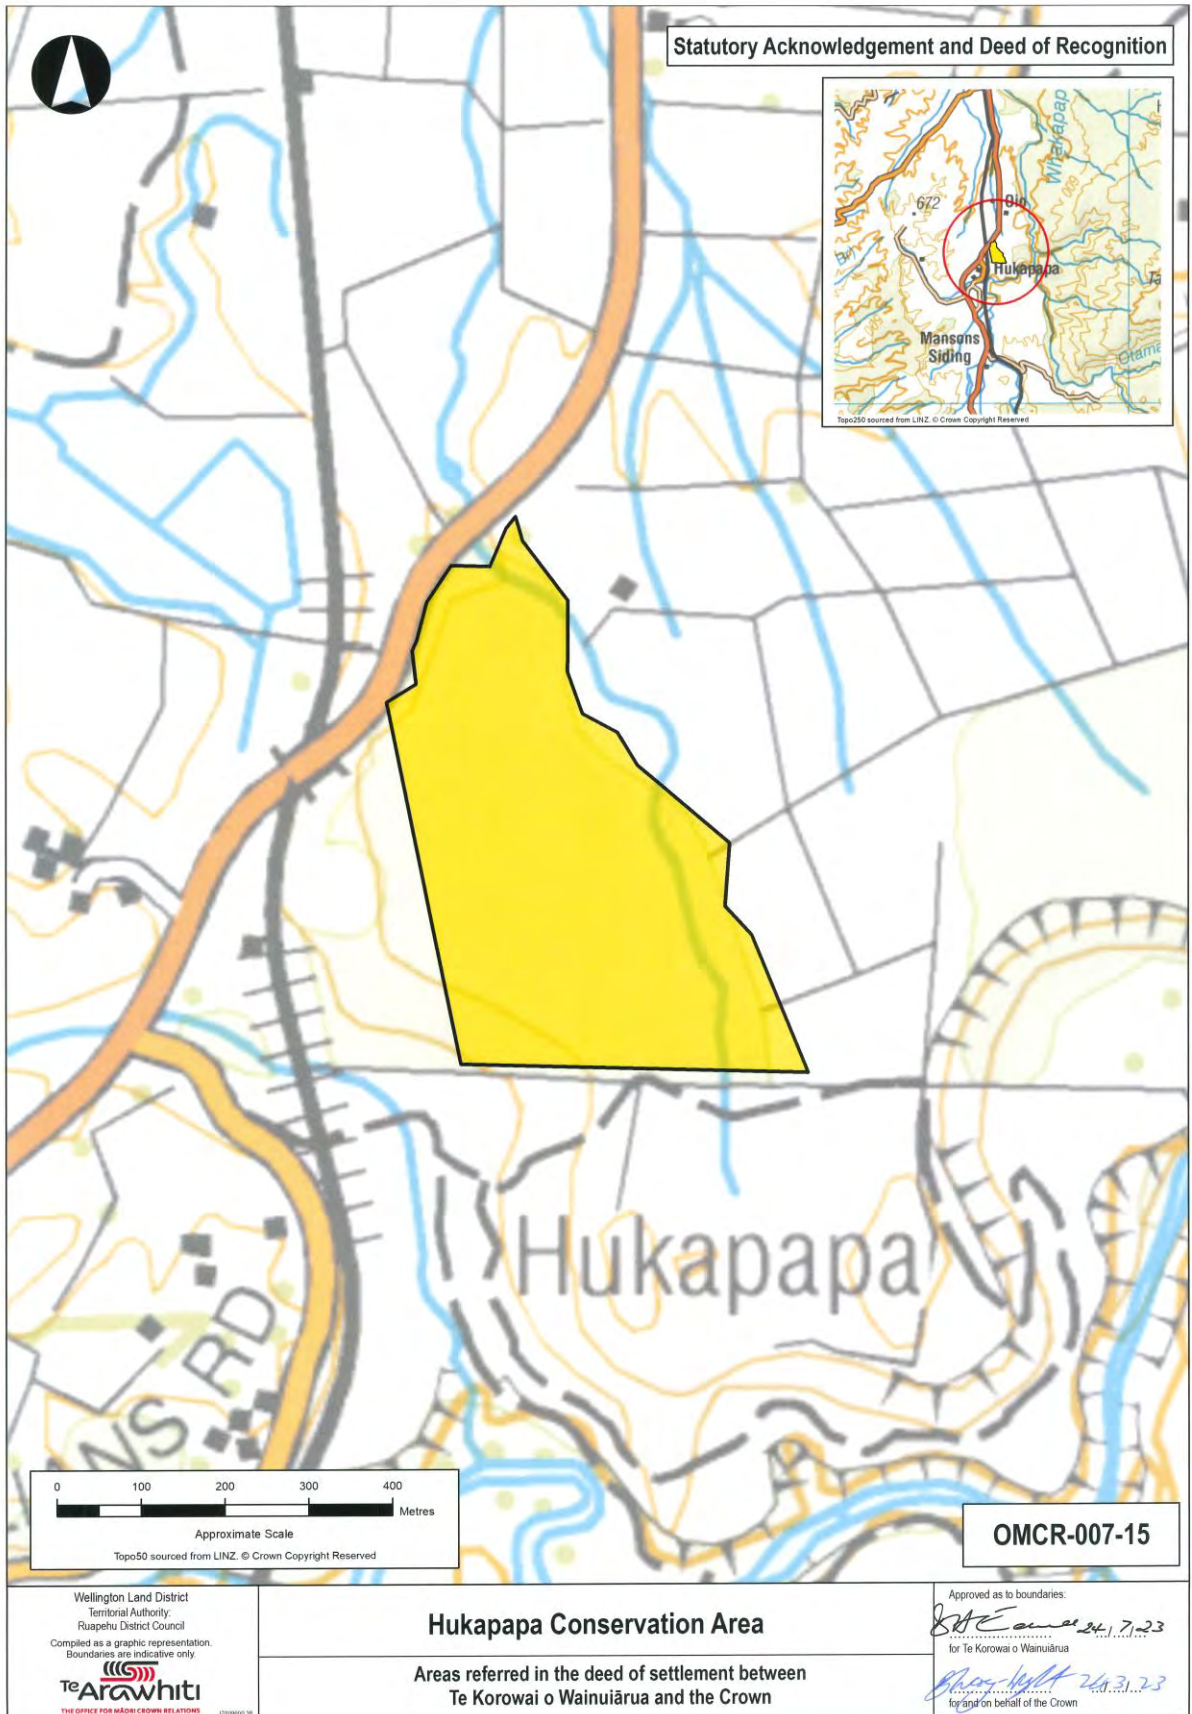 Statutory Acknowledgement and Deed of Recognition
Whakapap
600
672
Oio
Hukapapa
Ta
Mansons
Siding
Otama
Topo250 sourced from LINZ. © Crown Copyright Reserved
Hukapapa
NS RD
0 100 200 300 400
Metres
Approximate Scale
Topo50 sourced from LINZ. © Crown Copyright Reserved
OMCR-007-15
Wellington Land District
Territorial Authority:
Ruapehu District Council
Compiled as a graphic representation.
Boundaries are indicative only.
Te Arawhiti
THE OFFICE FOR MĀORI CROWN RELATIONS
Hukapapa Conservation Area
Areas referred in the deed of settlement between
Te Korowai o Wainuiārua and the Crown
Approved as to boundaries:
24/7/23
for Te Korowai o Wainuiārua
for and on behalf of the Crown